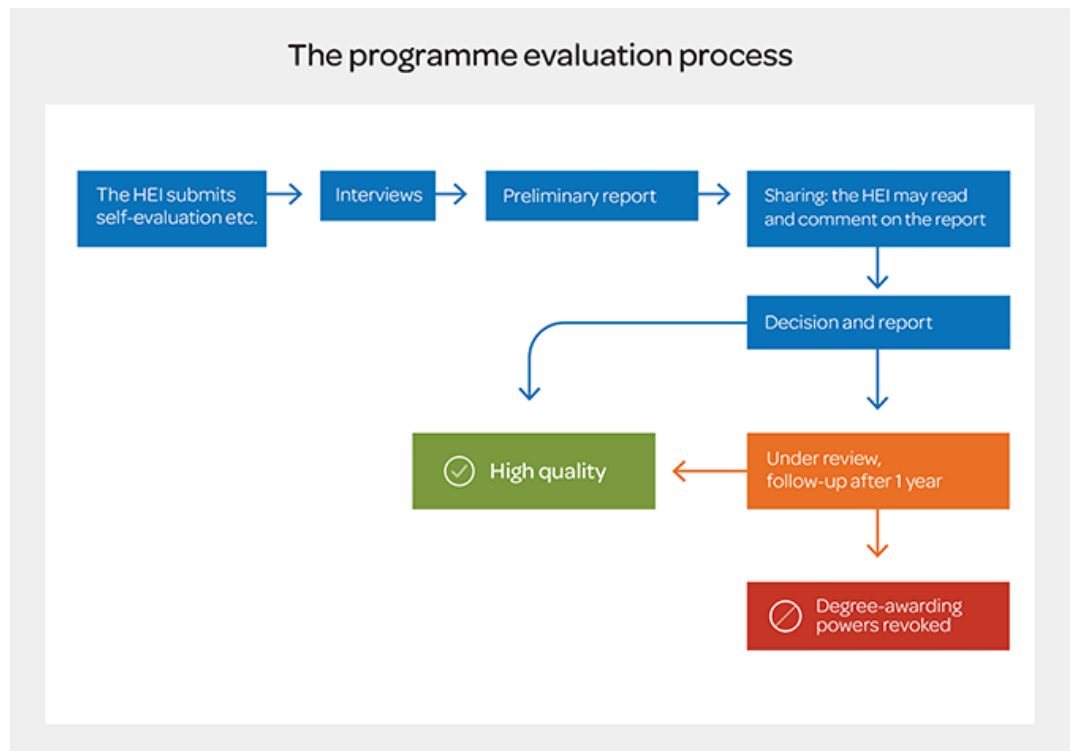 The programme evaluation process
The HEI submits
self-evaluation etc.
Interviews
Preliminary report
Sharing: the HEI may read
and comment on the report
Decision and report
High quality
Under review,
follow-up after 1 year
Degree-awarding
powers revoked